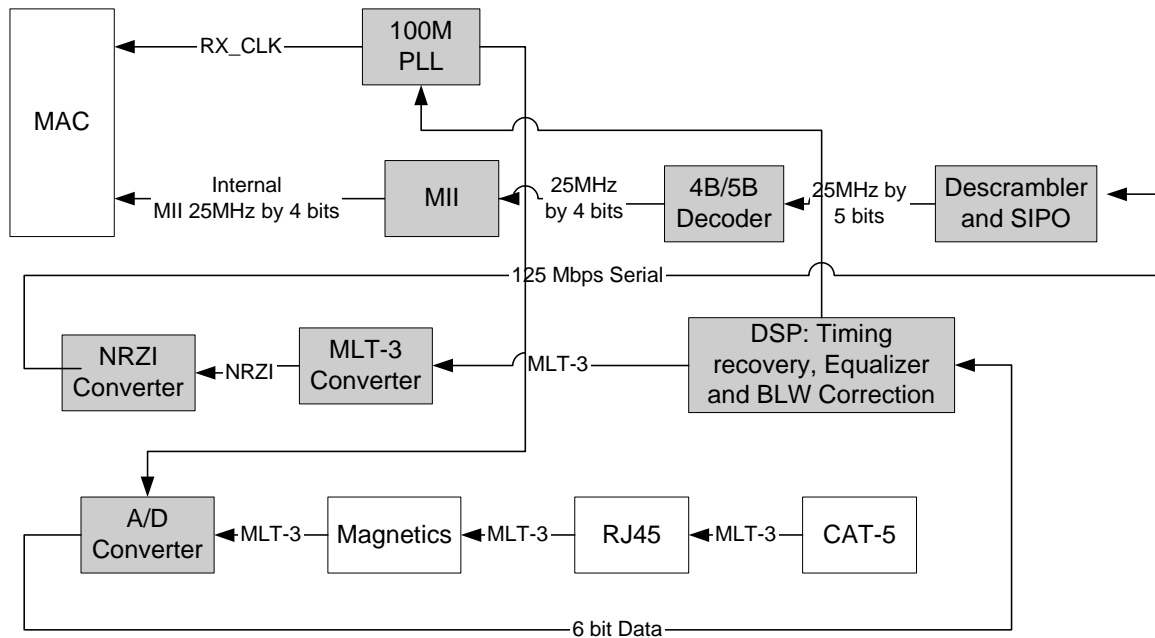 100M
PLL
RX_CLK
MAC
Internal
MII 25MHz by 4 bits
MII
25MHz
by 4 bits
4B/5B
Decoder
25MHz by
5 bits
Descrambler
and SIPO
125 Mbps Serial
NRZI
Converter
NRZI
MLT-3
Converter
MLT-3
DSP: Timing
recovery, Equalizer
and BLW Correction
A/D
Converter
MLT-3
Magnetics
MLT-3
RJ45
MLT-3
CAT-5
6 bit Data